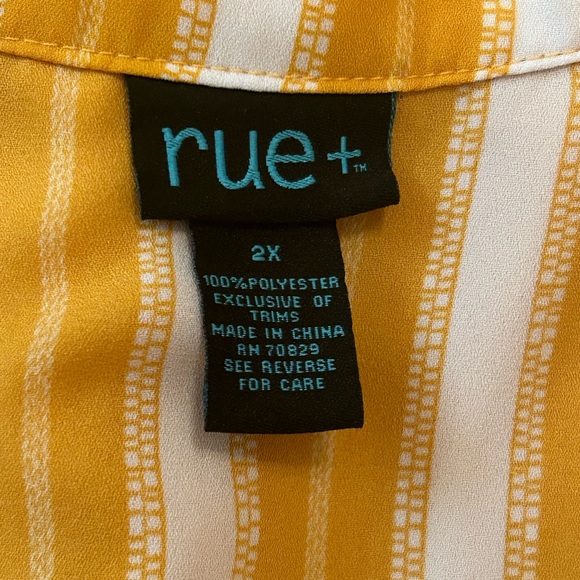 rue+™
2X
100%POLYESTER
EXCLUSIVE OF
TRIMS
MADE IN CHINA
RN 70829
SEE REVERSE
FOR CARE